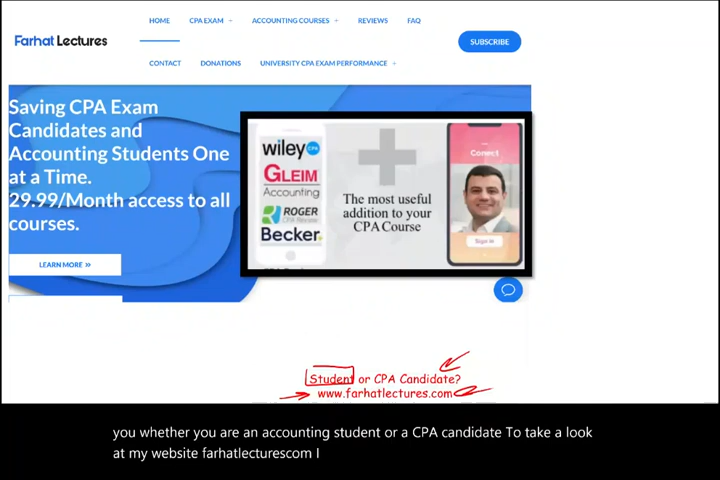 HOME CPA EXAM ACCOUNTING COURSES REVIEWS FAQ
Farhat Lectures
SUBSCRIBE
CONTACT DONATIONS UNIVERSITY CPA EXAM PERFORMANCE
Saving CPA Exam
Candidates and
Accounting Students One
at a Time.
29.99/Month access to all
courses.
LEARN MORE »
wiley CPA
GLEIM
Accounting
ROGER
CPA Review
Becker
The most useful
addition to your
CPA Course
Connect
Sign in
Student or CPA Candidate?
www.farhatlectures.com
you whether you are an accounting student or a CPA candidate To take a look
at my website farhatlecturescom I